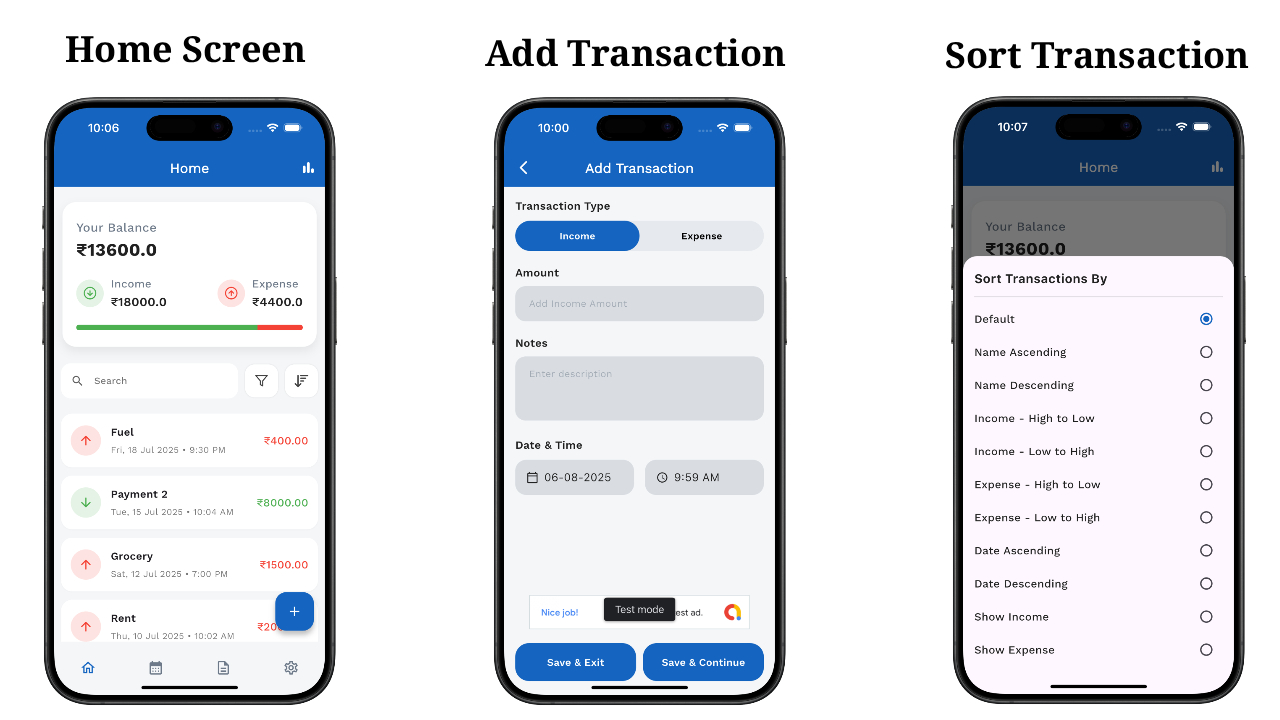 Home Screen
10:06
Home
Your Balance
₹13600.0
Income
₹18000.0
Expense
₹4400.0
Search
Fuel
Fri, 18 Jul 2025 • 9:30 PM
₹400.00
Payment 2
Tue, 15 Jul 2025 • 10:04 AM
₹8000.00
Grocery
Sat, 12 Jul 2025 • 7:00 PM
₹1500.00
Rent
Thu, 10 Jul 2025 • 10:02 AM
+
Add Transaction
10:00
Add Transaction
Transaction Type
Income Expense
Amount
Add Income Amount
Notes
Enter description
Date & Time
06-08-2025 9:59 AM
Nice job! Test mode est ad.
Save & Exit Save & Continue
Sort Transaction
10:07
Home
Your Balance
₹13600.0
Sort Transactions By
Default
Name Ascending
Name Descending
Income - High to Low
Income - Low to High
Expense - High to Low
Expense - Low to High
Date Ascending
Date Descending
Show Income
Show Expense